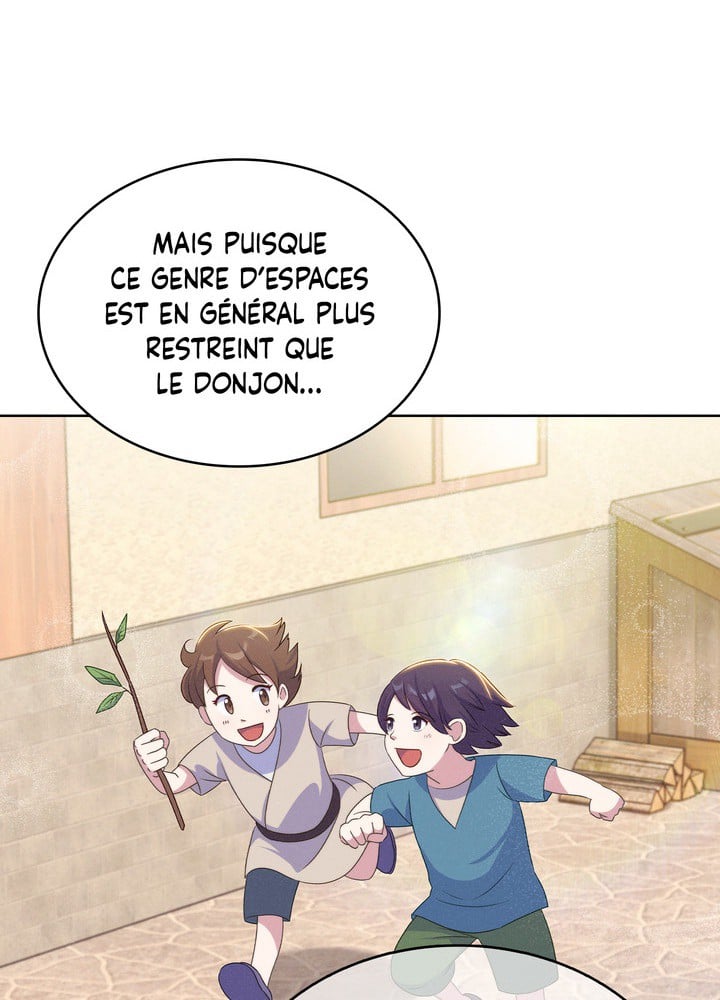 MAIS PUISQUE
CE GENRE D'ESPACES
EST EN GÉNÉRAL PLUS
RESTREINT QUE
LE DONJON...